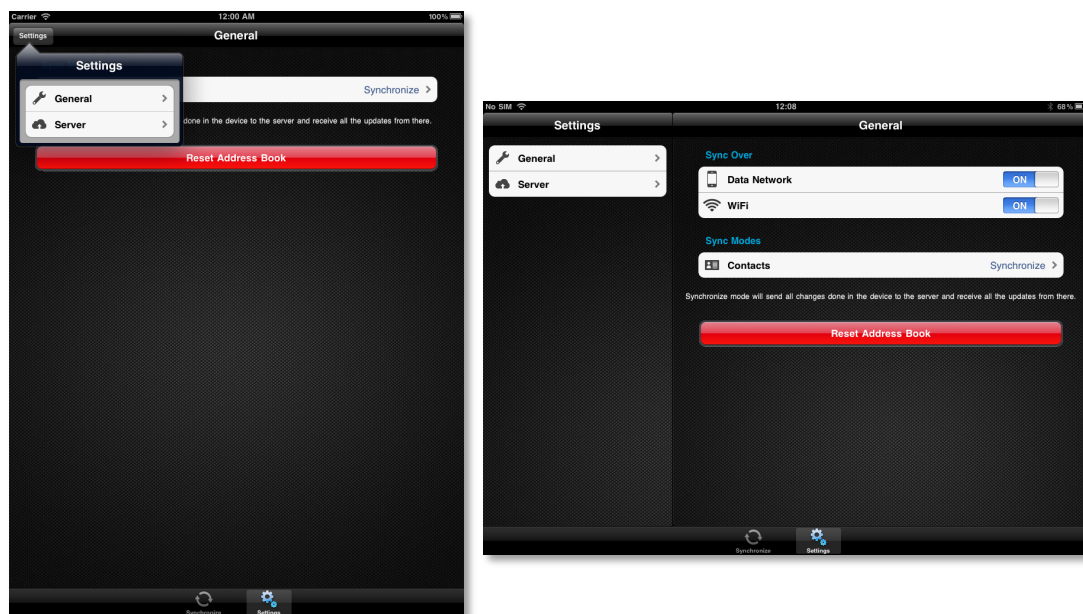 Carrier 12:00 AM 100%
Settings General
Settings
General
Server
Synchronize
done in the device to the server and receive all the updates from there.
Reset Address Book
Synchronize Settings
No SIM 12:08 68%
Settings General
General
Server
Sync Over
Data Network ON
WiFi ON
Sync Modes
Contacts Synchronize
Synchronize mode will send all changes done in the device to the server and receive all the updates from there.
Reset Address Book
Synchronize Settings